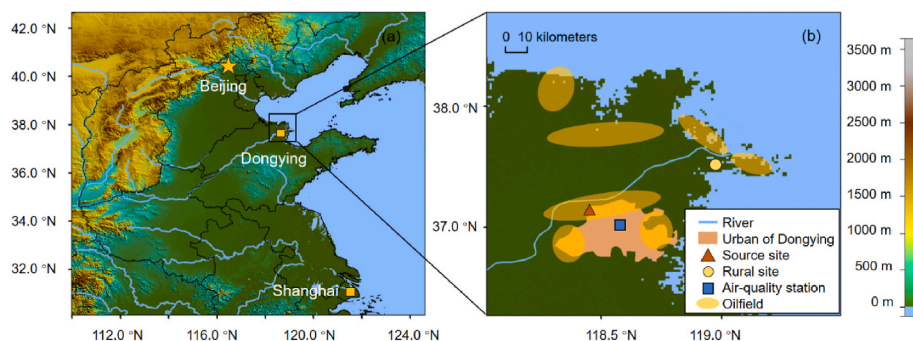 42.0 °N
40.0 °N
38.0 °N
36.0 °N
34.0 °N
32.0 °N
(a)
Beijing
Dongying
Shanghai
112.0 °N
116.0 °N
120.0 °N
124.0 °N
0 10 kilometers
(b)
38.0 °N
37.0 °N
118.5 °N
119.0 °N
River
Urban of Dongying
Source site
Rural site
Air-quality station
Oilfield
3500 m
3000 m
2500 m
2000 m
1500 m
1000 m
500 m
0 m